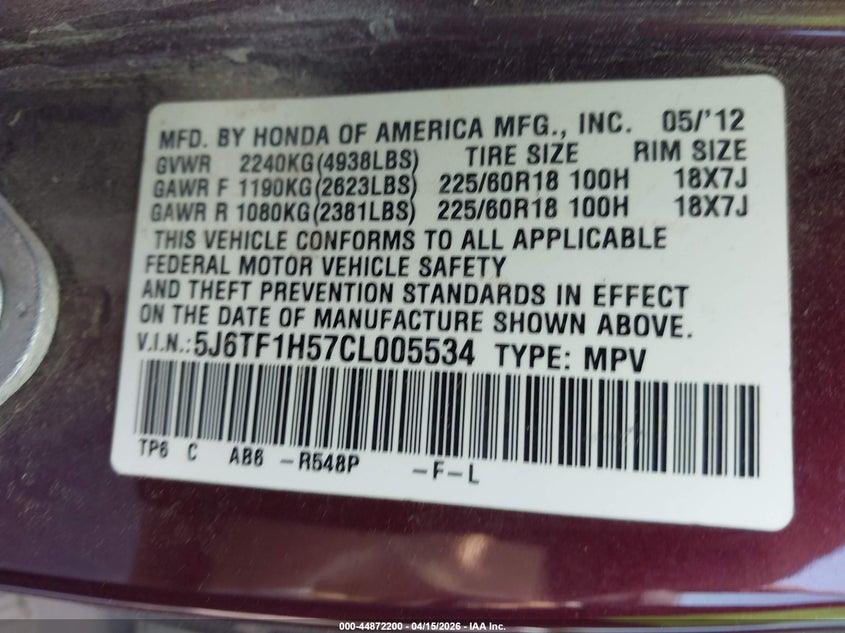 MFD. BY HONDA OF AMERICA MFG., INC. 05/'12
GVWR 2240KG(4938LBS) TIRE SIZE RIM SIZE
GAWR F 1190KG(2623LBS) 225/60R18 100H 18X7J
GAWR R 1080KG(2381LBS) 225/60R18 100H 18X7J
THIS VEHICLE CONFORMS TO ALL APPLICABLE
FEDERAL MOTOR VEHICLE SAFETY
AND THEFT PREVENTION STANDARDS IN EFFECT
ON THE DATE OF MANUFACTURE SHOWN ABOVE.
V.I.N.:5J6TF1H57CL005534 TYPE: MPV
TP6 C AB6 -R548P -F-L
000-44872200 - 04/15/2026 - IAA Inc.